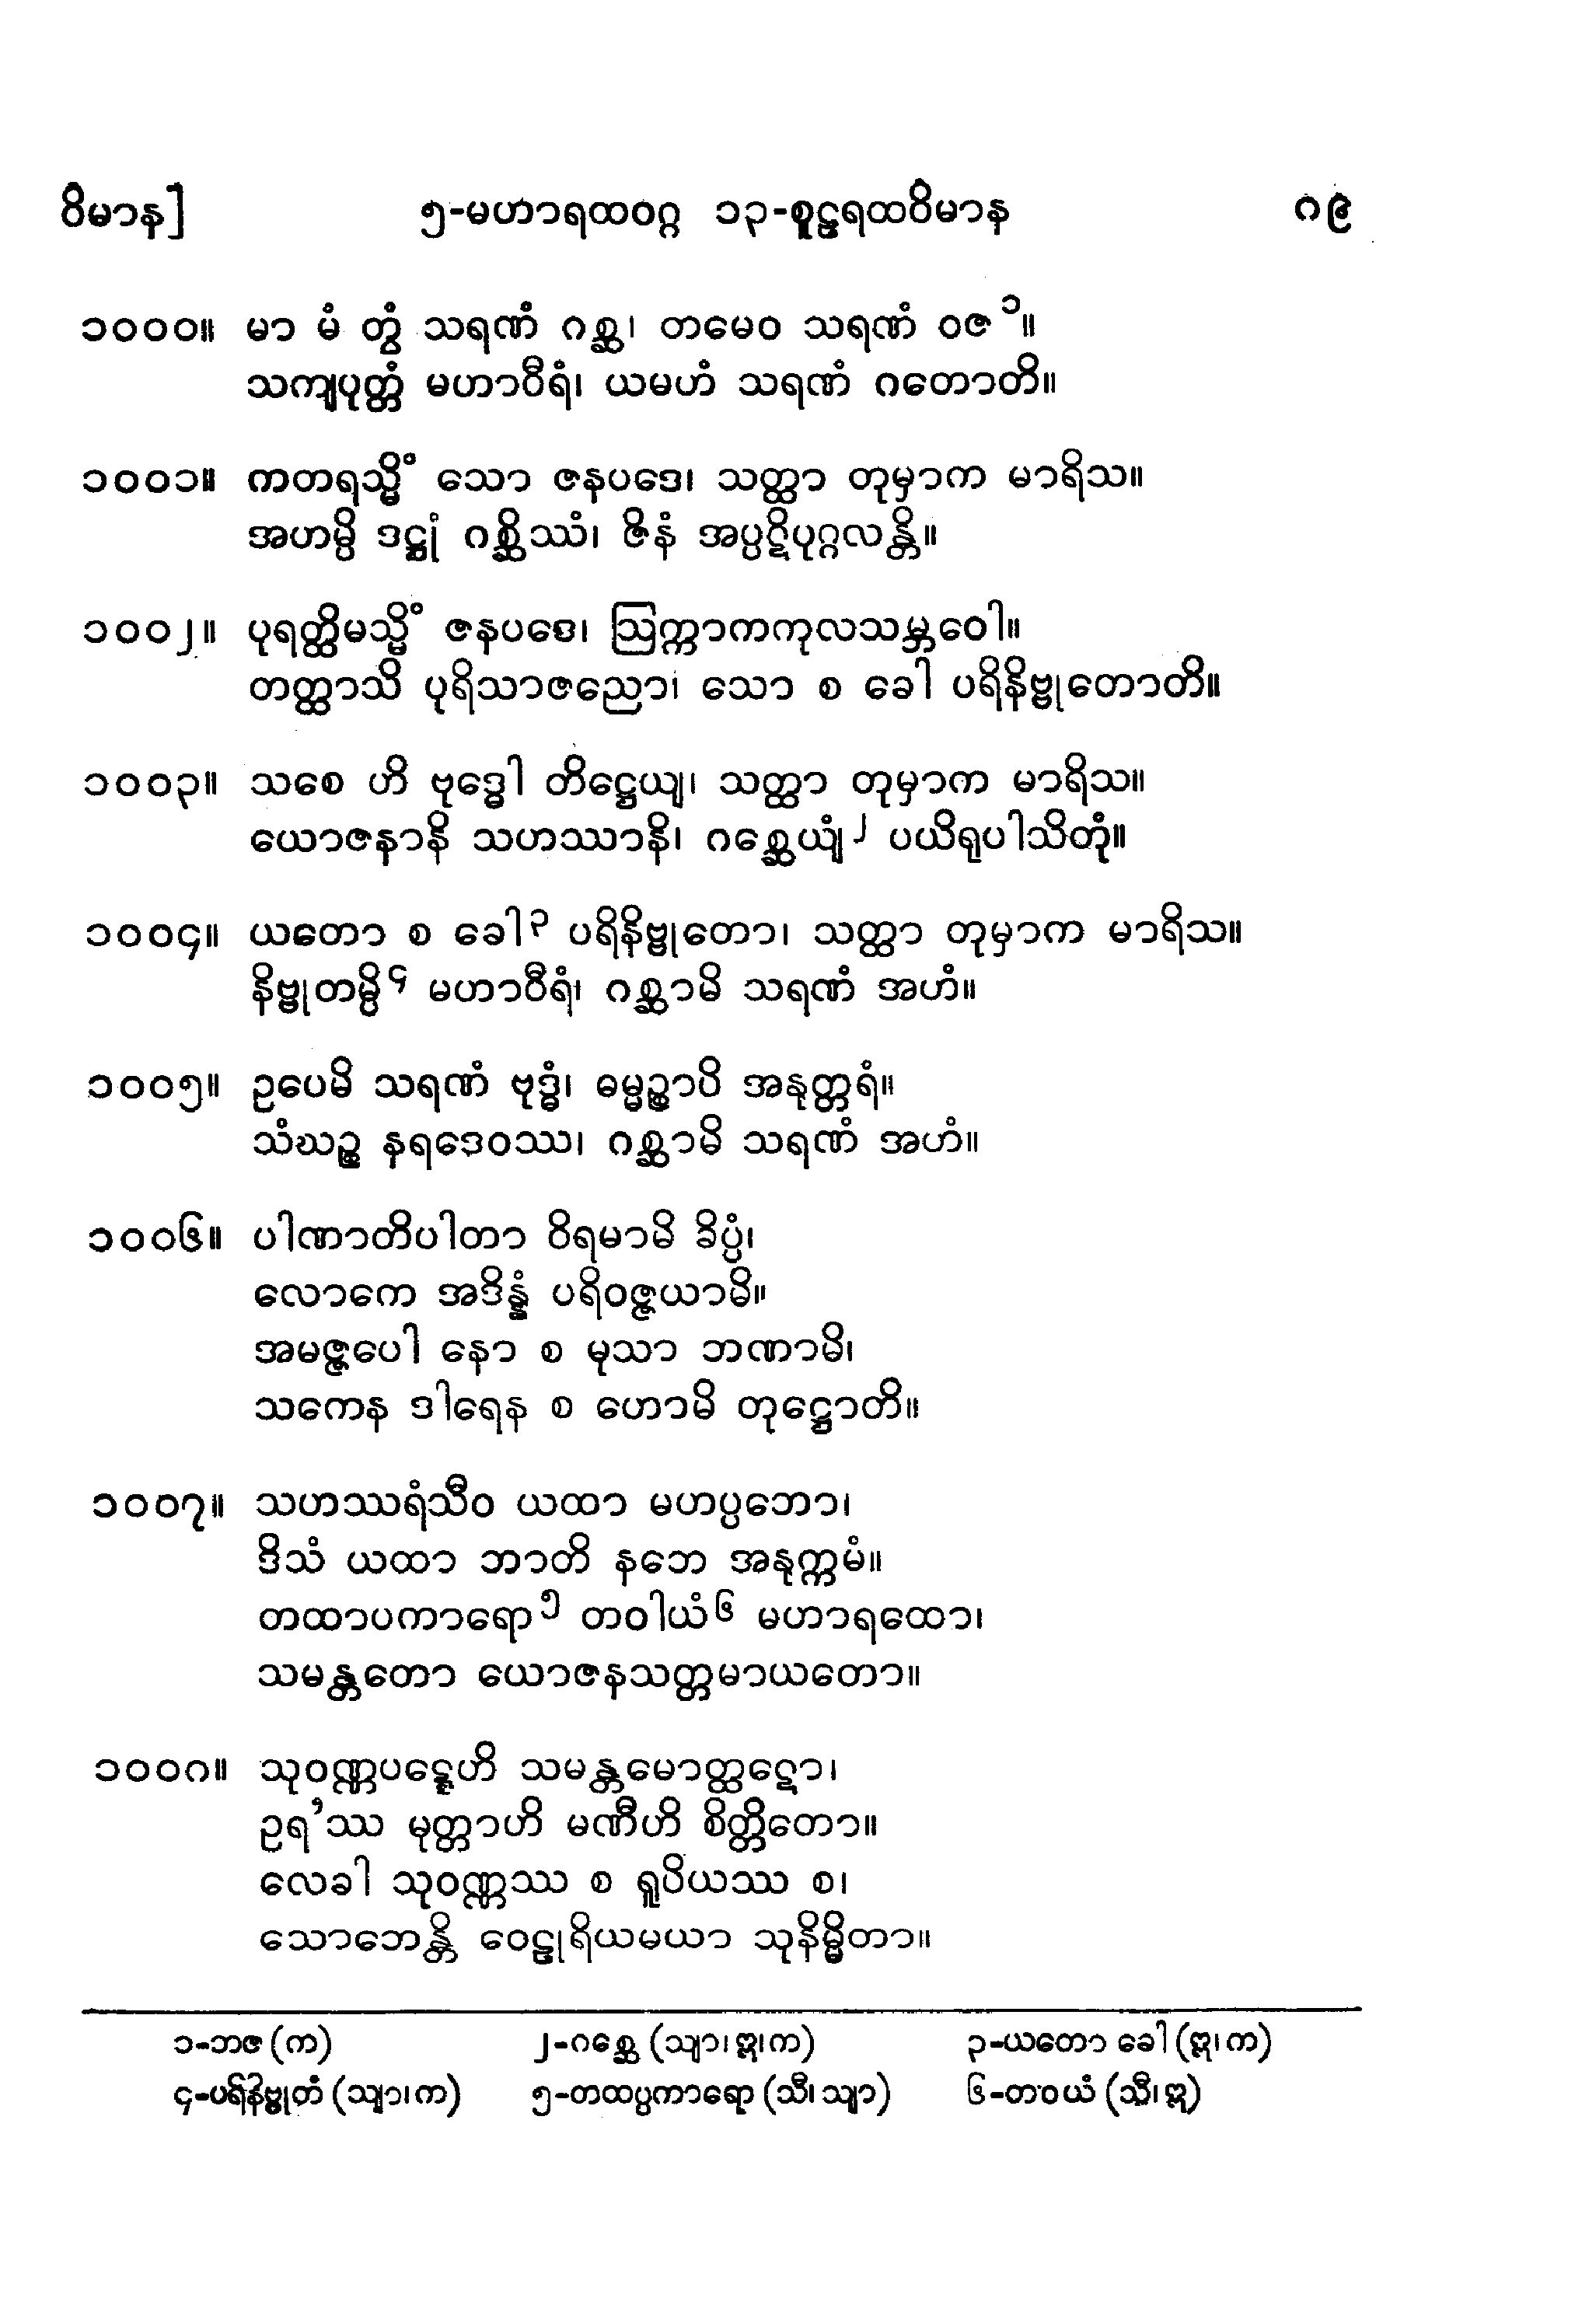 ဝိမာန]	၅-မဟာရထဝဂ္ဂ ၁၃-စူဠရထဝိမာန	၈၉
၁၀၀၀။ မာ မံ တွံ သရဏံ ဂစ္ဆ၊ တမေဝ သရဏံ ဝဇ၁။
သကျပုတ္တံ မဟာဝီရံ၊ ယမဟံ သရဏံ ဂတောတိ။
၁၀၀၁။ ကတရသ္မိံ သော ဇနပဒေ၊ သတ္ထာ တုမှာက မာရိသ။
အဟမ္ပိ ဒဋ္ဌုံ ဂစ္ဆိဿံ၊ ဇိနံ အပ္ပဋိပုဂ္ဂလန္တိ။
၁၀၀၂။ ပုရတ္ထိမသ္မိံ ဇနပဒေ၊ ဩက္ကာကကုလသမ္ဘဝေါ။
တတ္ထာသိ ပုရိသာဇညော၊ သော စ ခေါ ပရိနိဗ္ဗုတောတိ။
၁၀၀၃။ သစေ ဟိ ဗုဒ္ဓေါ တိဋ္ဌေယျ၊ သတ္ထာ တုမှာက မာရိသ။
ယောဇနာနိ သဟဿာနိ၊ ဂစ္ဆေယျံ၂ ပယိရုပါသိတုံ။
၁၀၀၄။ ယတော စ ခေါ၃ ပရိနိဗ္ဗုတော၊ သတ္ထာ တုမှာက မာရိသ။
နိဗ္ဗုတမ္ပိ၄ မဟာဝီရံ၊ ဂစ္ဆာမိ သရဏံ အဟံ။
၁၀၀၅။ ဥပေမိ သရဏံ ဗုဒ္ဓံ၊ ဓမ္မဉ္စာပိ အနုတ္တရံ။
သံဃဉ္စ နရဒေဝဿ၊ ဂစ္ဆာမိ သရဏံ အဟံ။
၁၀၀၆။ ပါဏာတိပါတာ ဝိရမာမိ ခိပ္ပံ၊
လောကေ အဒိန္နံ ပရိဝဇ္ဇယာမိ။
အမဇ္ဇပေါ နော စ မုသာ ဘဏာမိ၊
သကေန ဒါရေန စ ဟောမိ တုဋ္ဌောတိ။
၁၀၀၇။ သဟဿရံသီဝ ယထာ မဟပ္ပဘော၊
ဒိသံ ယထာ ဘာတိ နဘေ အနုက္ကမံ။
တထာပကာရော၅ တဝါယံ၆ မဟာရထော၊
သမန္တတော ယောဇနသတ္တမာယတော။
၁၀၀၈။ သုဝဏ္ဏပဋ္ဋေဟိ သမန္တမောတ္ထဋော၊
ဥရ’ဿ မုတ္တာဟိ မဏီဟိ စိတ္တိတော။
လေခါ သုဝဏ္ဏဿ စ ရူပိယဿ စ၊
သောဘေန္တိ ဝေဠုရိယမယာ သုနိမ္မိတာ။
၁-ဘဇ (က)	၂-ဂစ္ဆေ (သျာ၊ ဣ၊ က)	၃-ယတော ခေါ (ဣ၊ က)
၄-ပရိနိဗ္ဗုတံ (သျာ၊ က)	၅-တထပ္ပကာရော (သီ၊ သျာ)	၆-တဝယံ (သီ၊ ဣ)